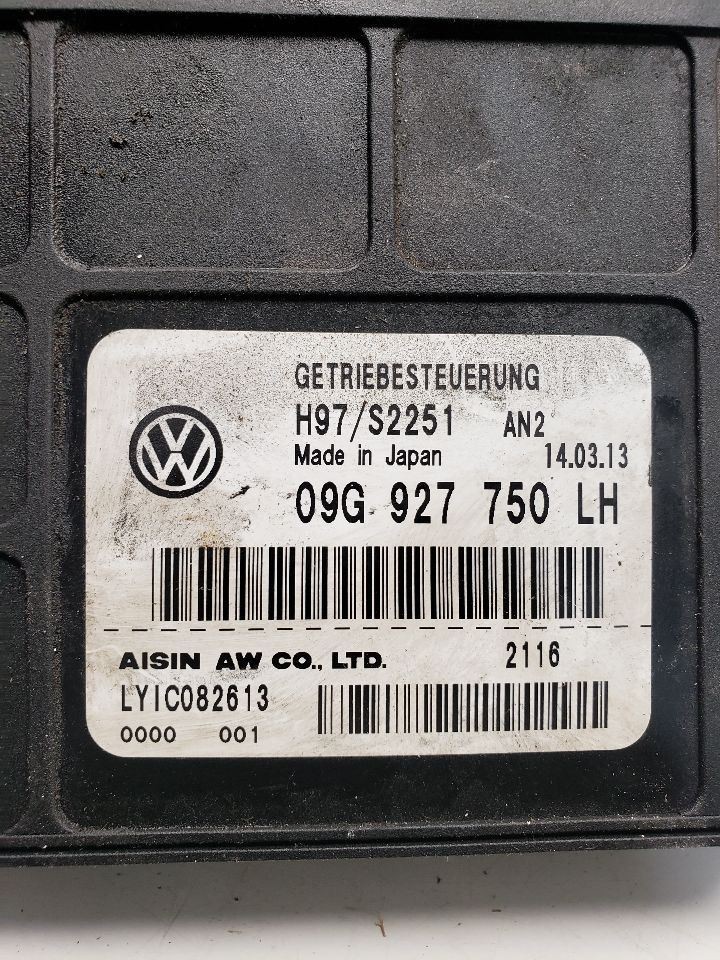 GETRIEBESTEUERUNG
H97/S2251 AN2
Made in Japan 14.03.13
09G 927 750 LH
AISIN AW CO., LTD. 2116
LYIC082613
0000 001